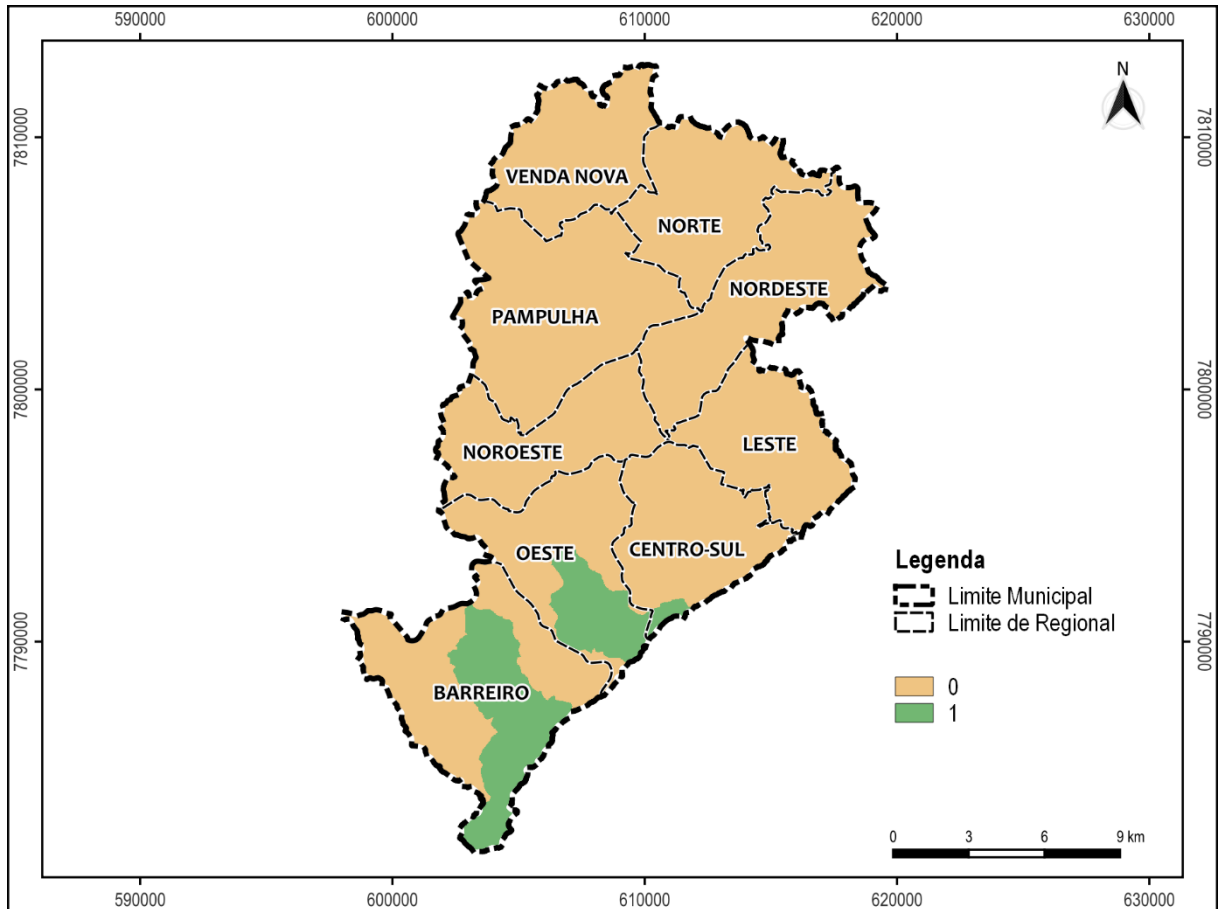 590000
600000
610000
620000
630000
N
7810000
7810000
VENDA NOVA
NORTE
NORDESTE
PAMPULHA
7800000
7800000
LESTE
NOROESTE
OESTE
CENTRO-SUL
Legenda
Limite Municipal
Limite de Regional
7790000
7790000
BARREIRO
0
1
0 3 6 9 km
590000
600000
610000
620000
630000